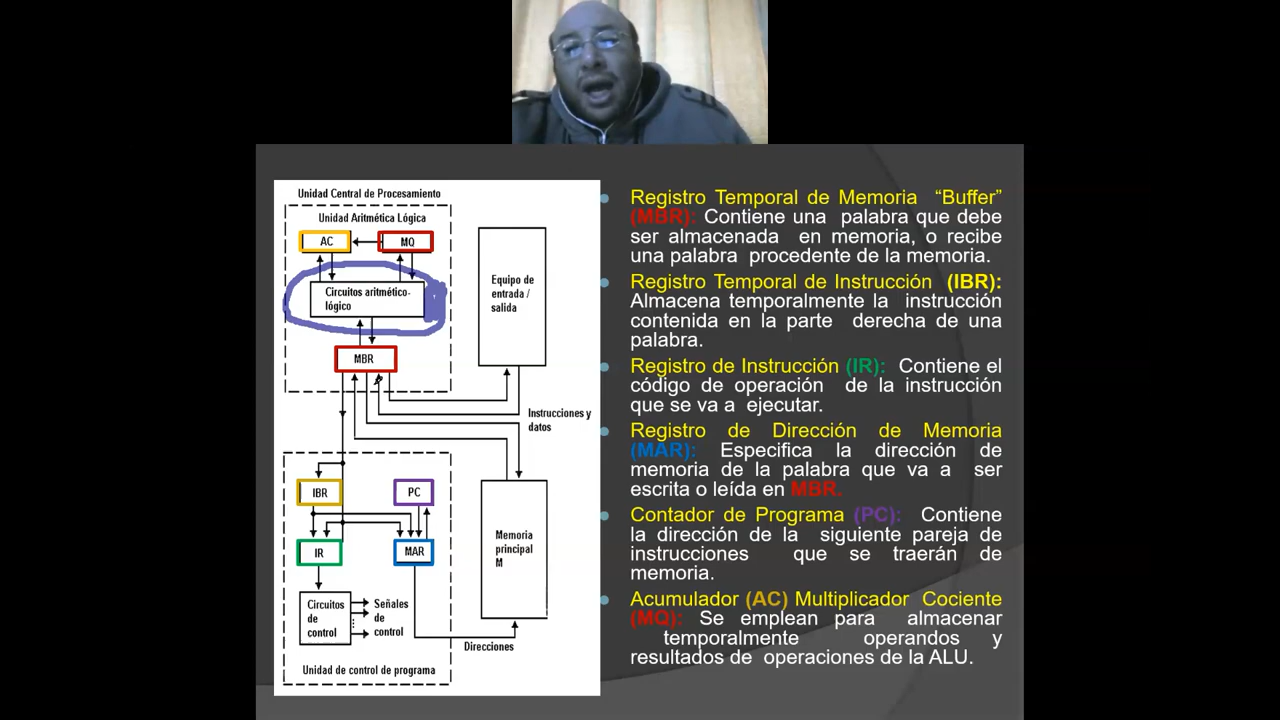 Unidad Central de Procesamiento
Unidad Aritmética Lógica
AC
MQ
Circuitos aritmético-
lógico
MBR
Equipo de
entrada /
salida
Instrucciones y
datos
IBR
PC
IR
MAR
Memoria
principal
M
Circuitos
de
control
Señales
de
control
Direcciones
Unidad de control de programa
Registro Temporal de Memoria "Buffer"
(MBR): Contiene una palabra que debe
ser almacenada en memoria, o recibe
una palabra procedente de la memoria.
Registro Temporal de Instrucción (IBR):
Almacena temporalmente la instrucción
contenida en la parte derecha de una
palabra.
Registro de Instrucción (IR): Contiene el
código de operación de la instrucción
que se va a ejecutar.
Registro de Dirección de Memoria
(MAR): Especifica la dirección de
memoria de la palabra que va a ser
escrita o leída en MBR.
Contador de Programa (PC): Contiene
la dirección de la siguiente pareja de
instrucciones que se traerán de
memoria.
Acumulador (AC) Multiplicador Cociente
(MQ): Se emplean para almacenar
temporalmente operandos y
resultados de operaciones de la ALU.